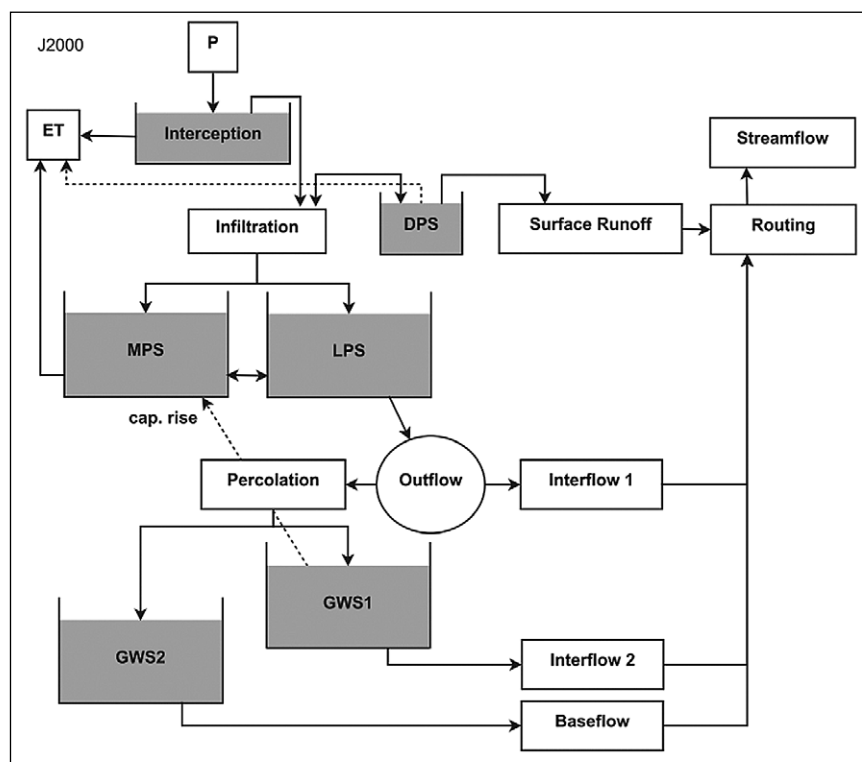 J2000
P
ET
Interception
Streamflow
Infiltration
DPS
Surface Runoff
Routing
MPS
LPS
cap. rise
Percolation
Outflow
Interflow 1
GWS1
GWS2
Interflow 2
Baseflow